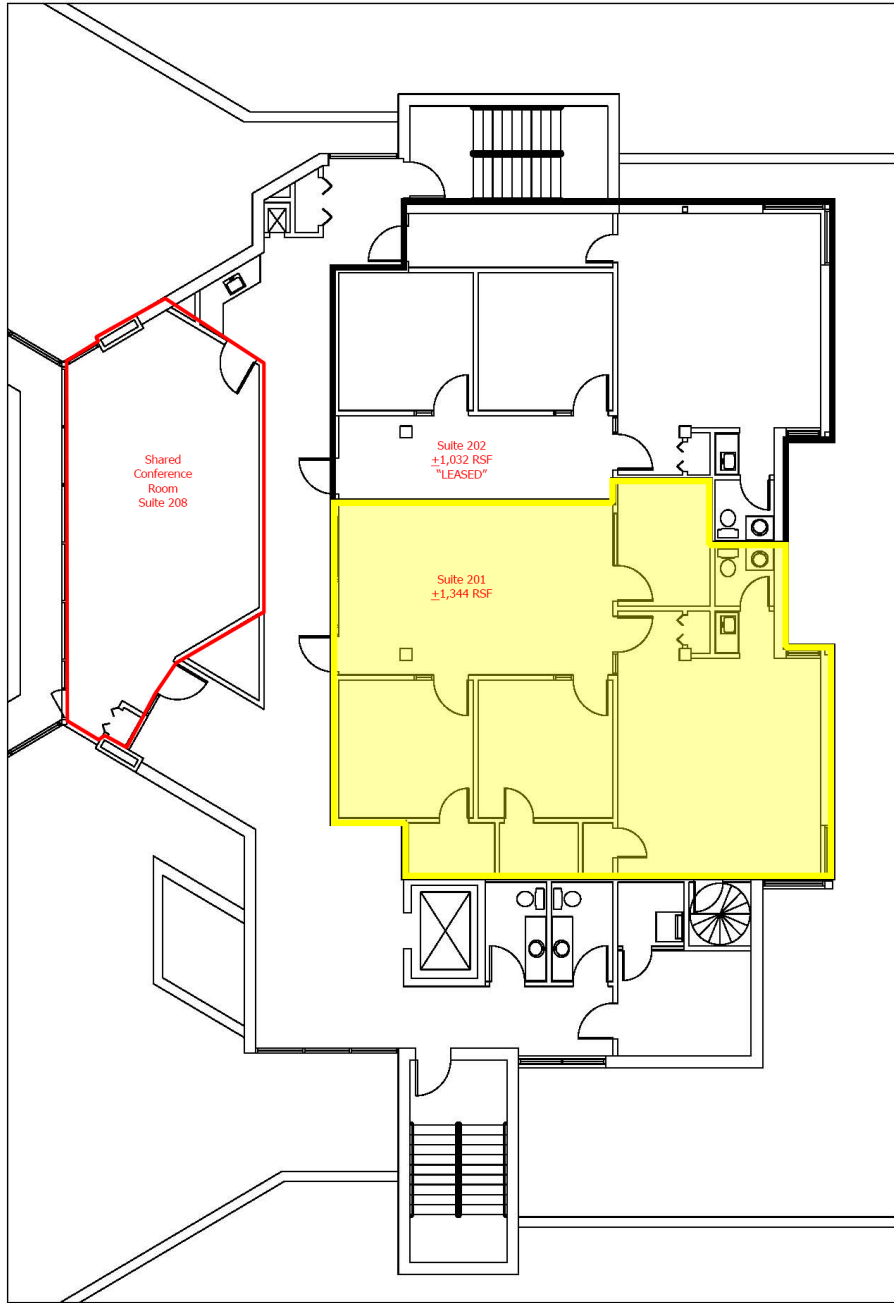 Suite 202
±1,032 RSF
"LEASED"
Shared
Conference
Room
Suite 208
Suite 201
±1,344 RSF